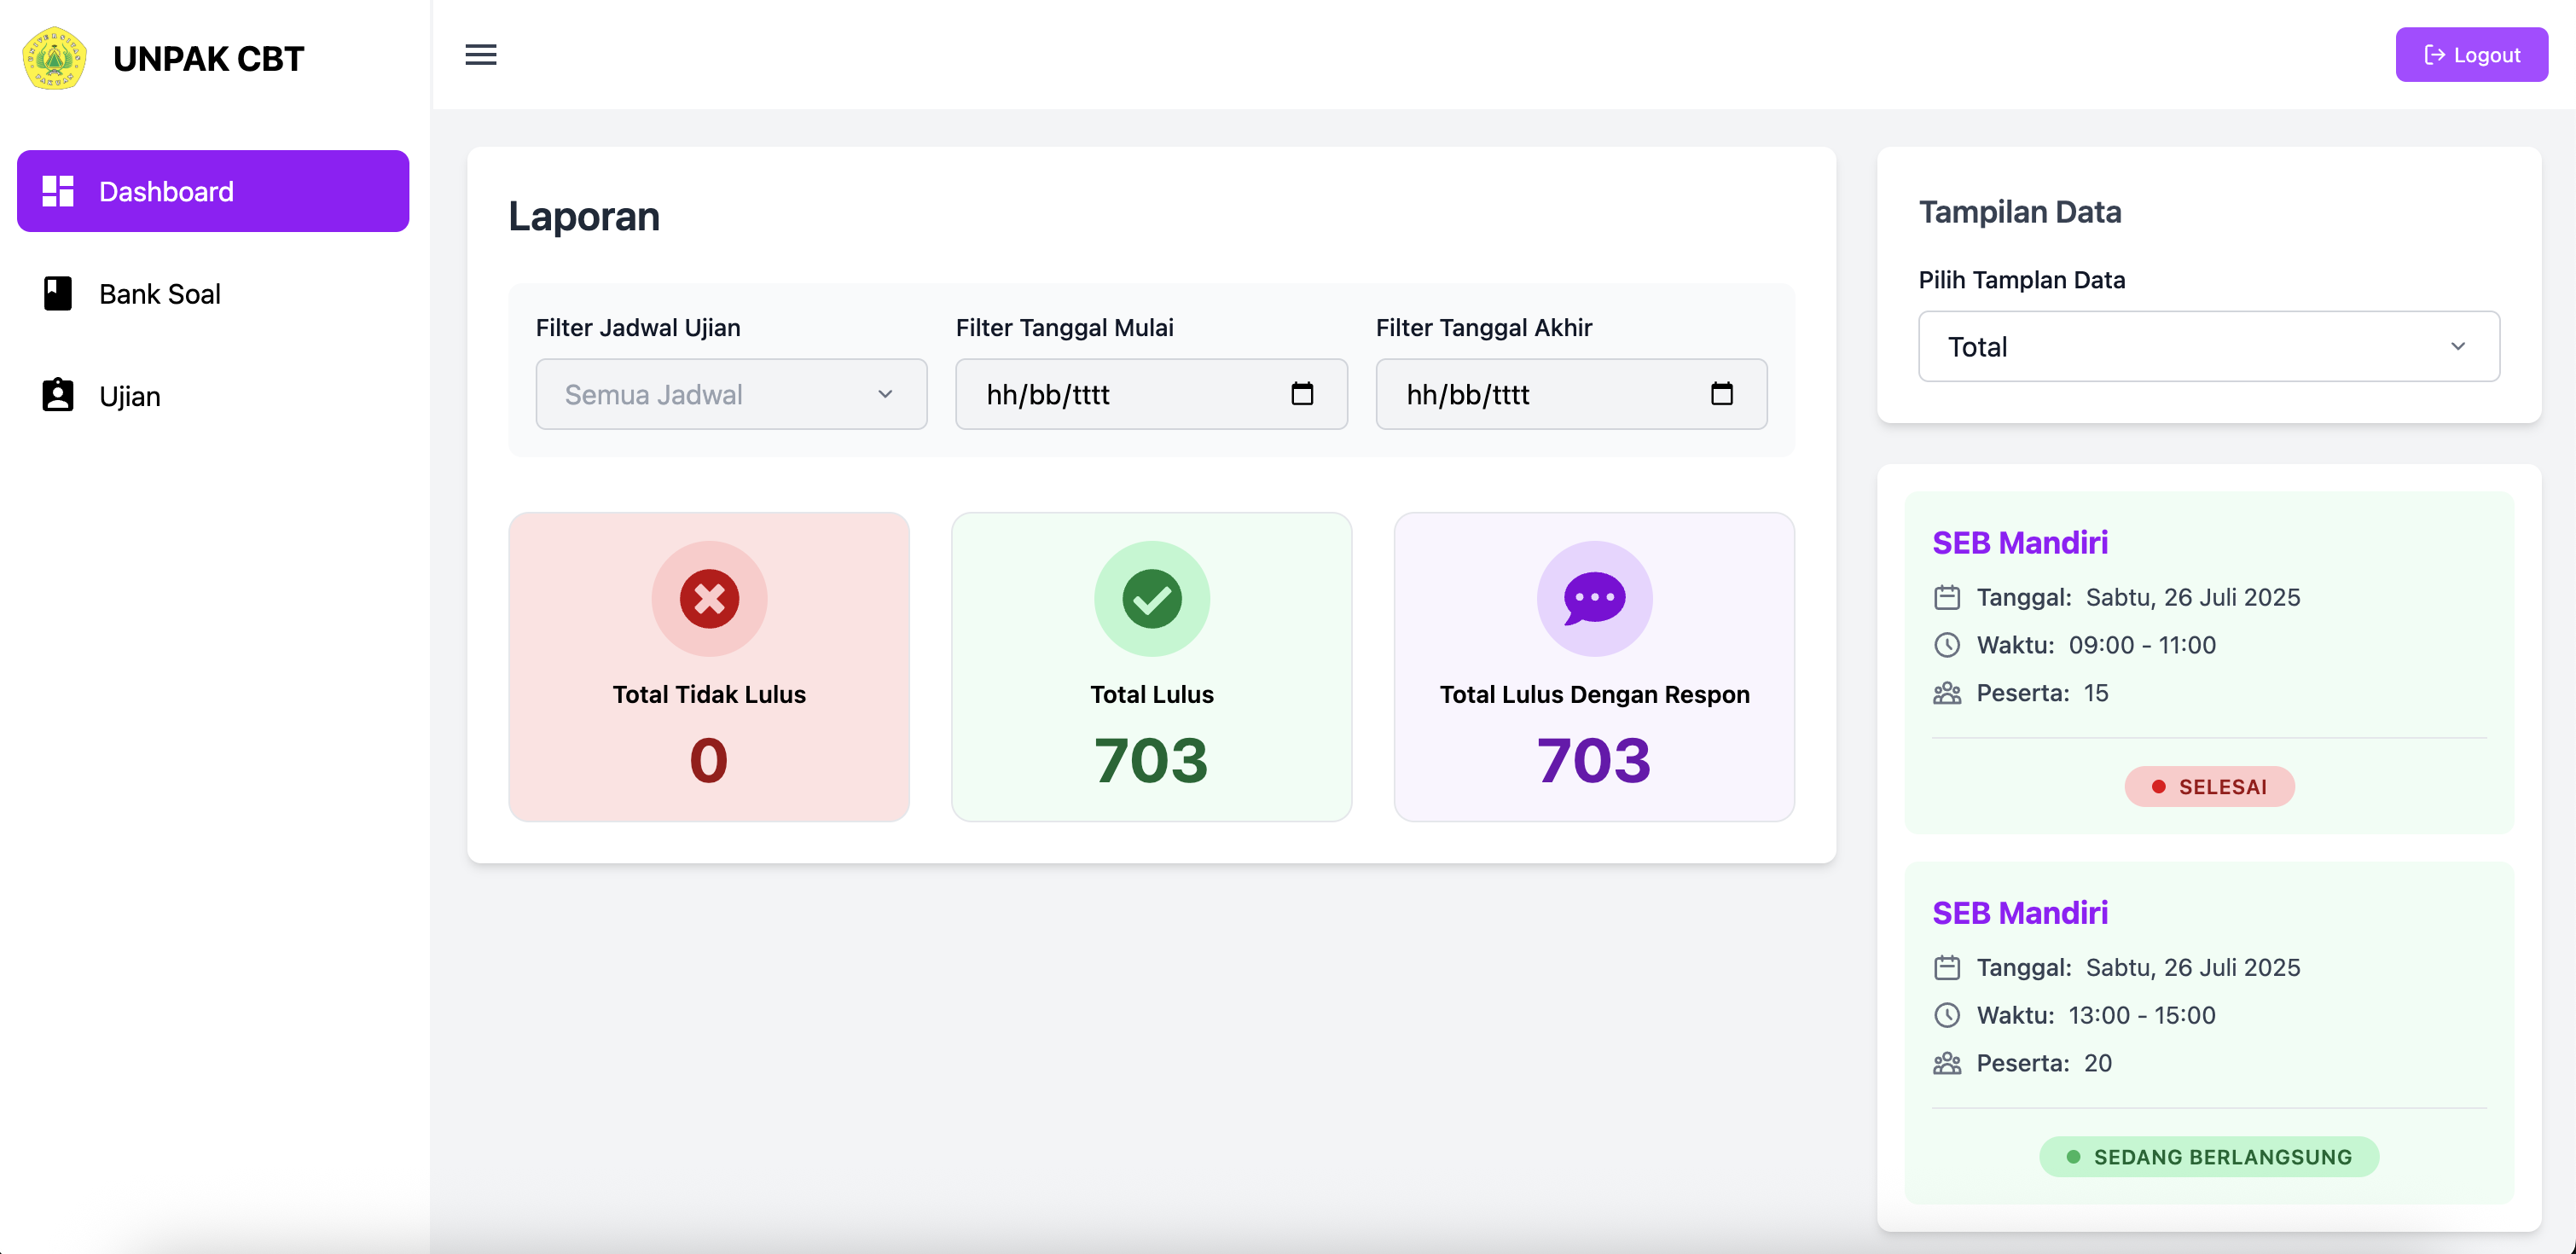 UNPAK CBT
Logout
Dashboard
Bank Soal
Ujian
Laporan
Filter Jadwal Ujian
Semua Jadwal
Filter Tanggal Mulai
hh/bb/tttt
Filter Tanggal Akhir
hh/bb/tttt
Total Tidak Lulus
0
Total Lulus
703
Total Lulus Dengan Respon
703
Tampilan Data
Pilih Tamplan Data
Total
SEB Mandiri
Tanggal: Sabtu, 26 Juli 2025
Waktu: 09:00 - 11:00
Peserta: 15
SELESAI
SEB Mandiri
Tanggal: Sabtu, 26 Juli 2025
Waktu: 13:00 - 15:00
Peserta: 20
SEDANG BERLANGSUNG